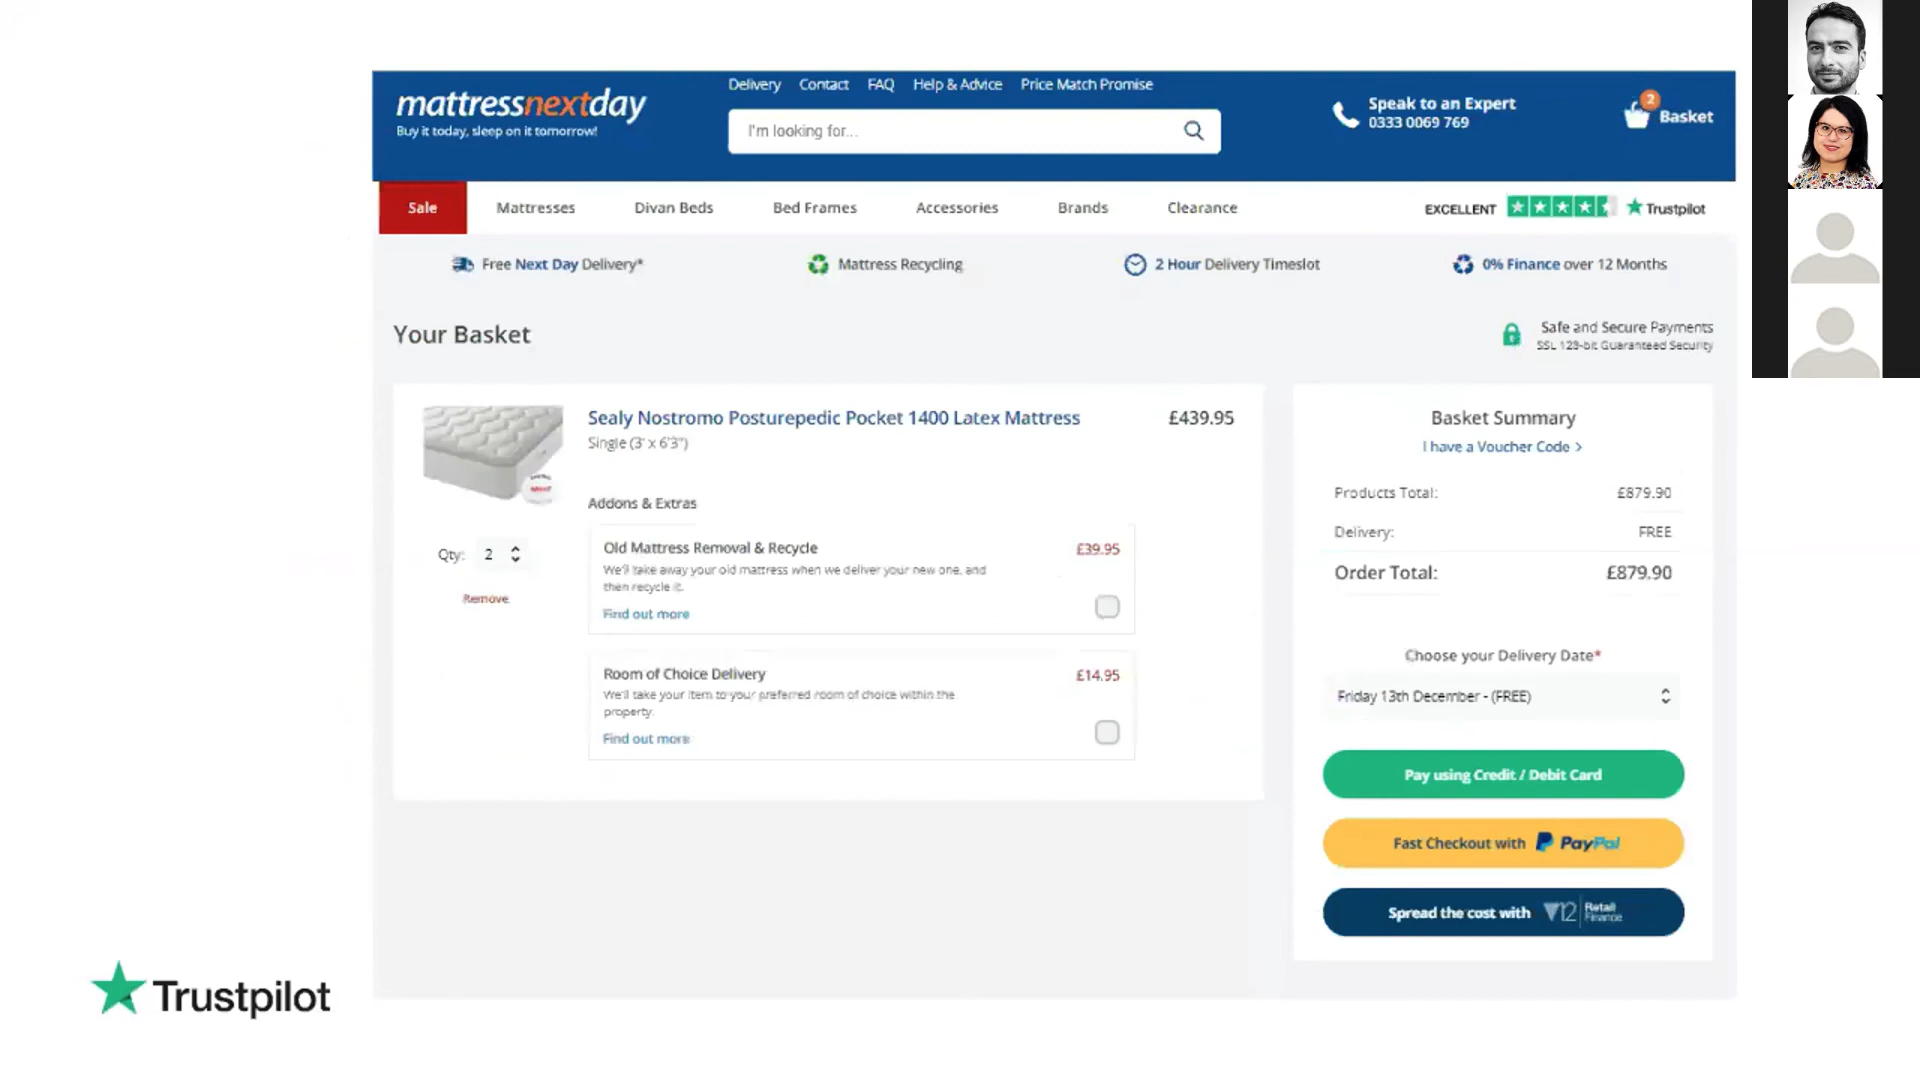 Delivery Contact FAQ Help & Advice Price Match Promise
mattressnextday
Buy it today, sleep on it tomorrow!
I'm looking for...
Speak to an Expert
0333 0069 769
2
Basket
Sale Mattresses Divan Beds Bed Frames Accessories Brands Clearance
EXCELLENT Trustpilot
Free Next Day Delivery* Mattress Recycling 2 Hour Delivery Timeslot 0% Finance over 12 Months
Your Basket
Safe and Secure Payments
SSL 128-bit Guaranteed Security
Sealy Nostromo Posturepedic Pocket 1400 Latex Mattress £439.95
Single (3' x 6'3")
Addons & Extras
Qty: 2
Remove
Old Mattress Removal & Recycle £39.95
We'll take away your old mattress when we deliver your new one, and
then recycle it.
Find out more
Room of Choice Delivery £14.95
We'll take your item to your preferred room of choice within the
property.
Find out more
Basket Summary
I have a Voucher Code >
Products Total: £879.90
Delivery: FREE
Order Total: £879.90
Choose your Delivery Date*
Friday 13th December - (FREE)
Pay using Credit / Debit Card
Fast Checkout with PayPal
Spread the cost with V12 Retail Finance
Trustpilot